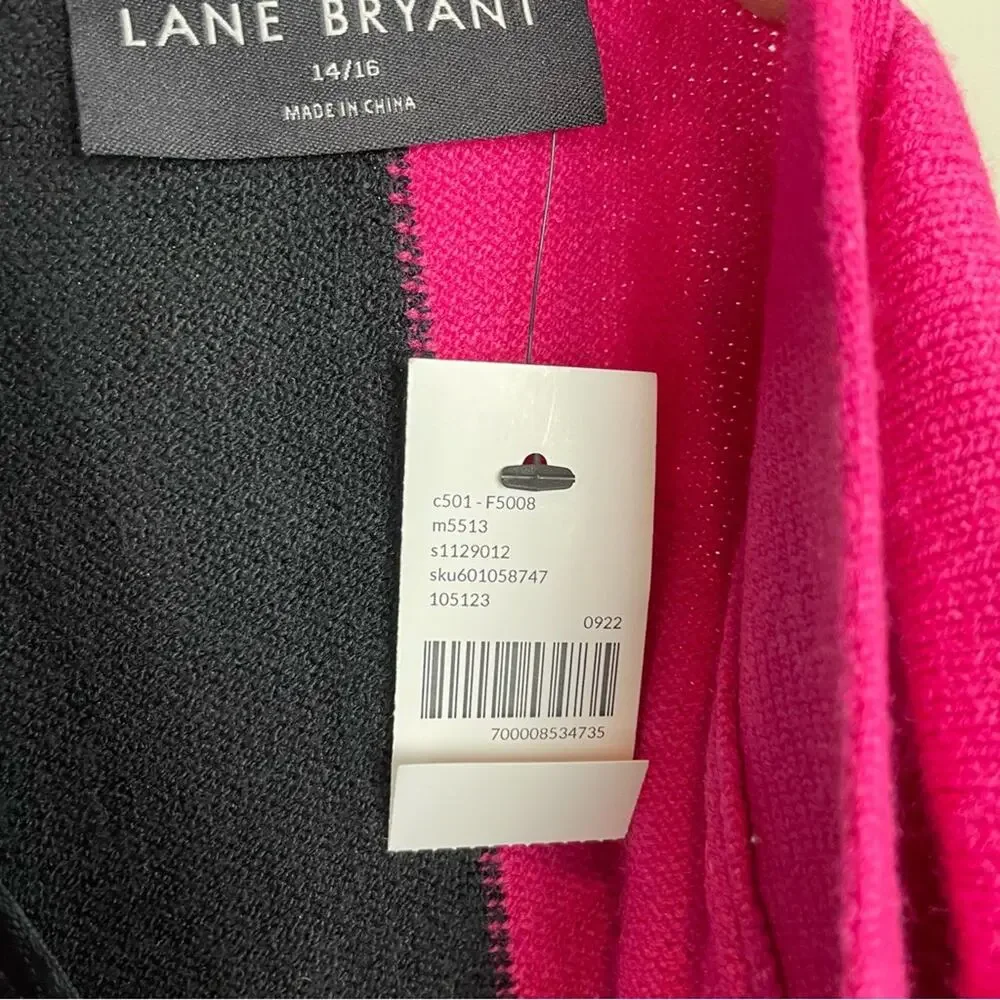 LANE BRYANT
14/16
MADE IN CHINA
c501 - F5008
m5513
s1129012
sku601058747
105123
0922
700008534735